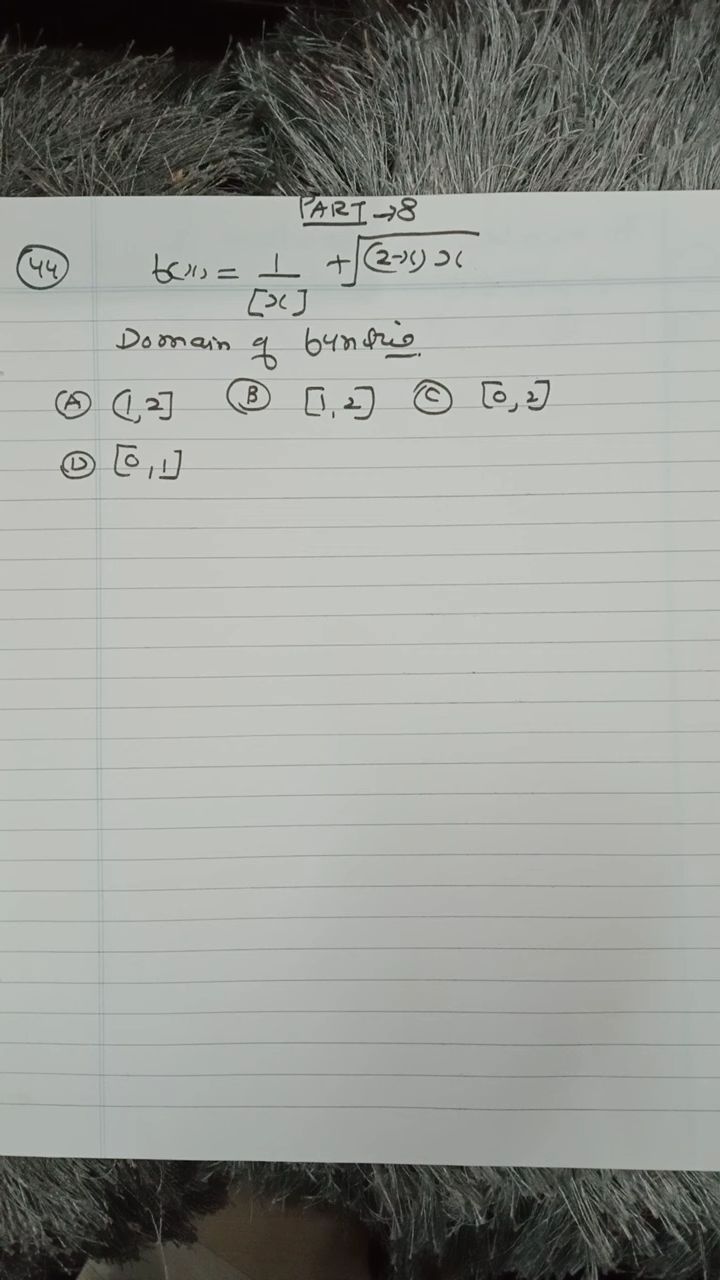 PART → 8
44 f(x) = 1/[x] + √(2-x)x
Domain of function.
A (1,2] B [1,2] C [0,2]
D [0,1]